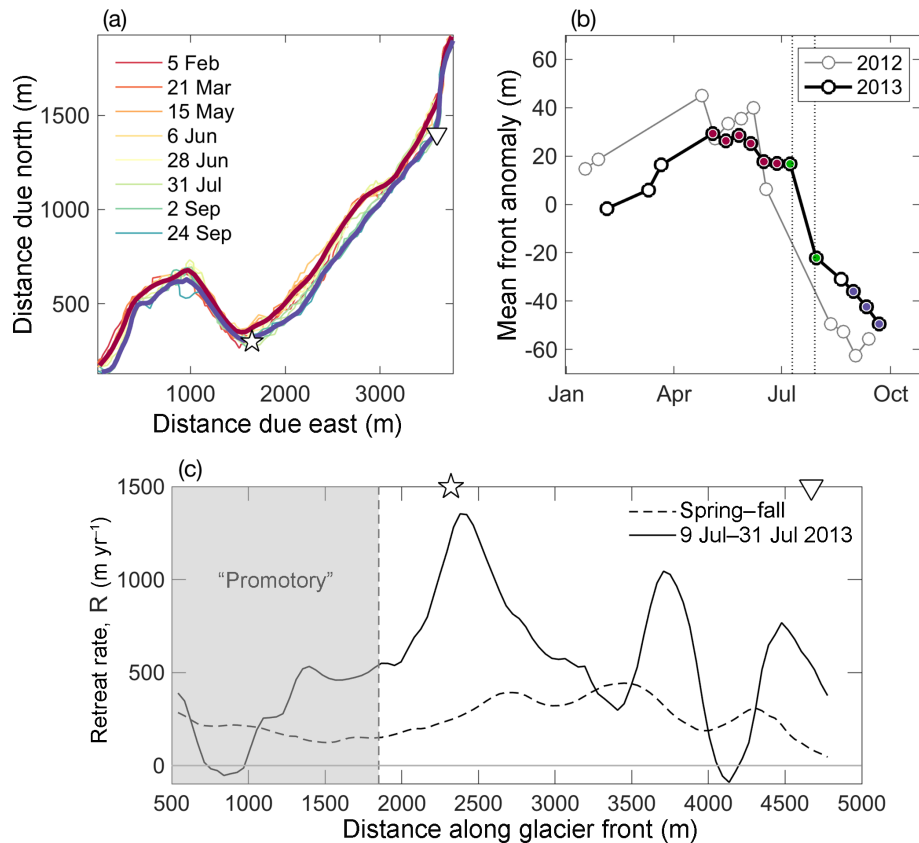 (a)
Distance due north (m)
1500
1000
500
1000
2000
3000
Distance due east (m)
5 Feb
21 Mar
15 May
6 Jun
28 Jun
31 Jul
2 Sep
24 Sep
(b)
Mean front anomaly (m)
60
40
20
0
-20
-40
-60
Jan
Apr
Jul
Oct
2012
2013
(c)
Retreat rate, R (m yr⁻¹)
1500
1000
500
0
500
1000
1500
2000
2500
3000
3500
4000
4500
5000
Distance along glacier front (m)
“Promotory”
Spring–fall
9 Jul–31 Jul 2013